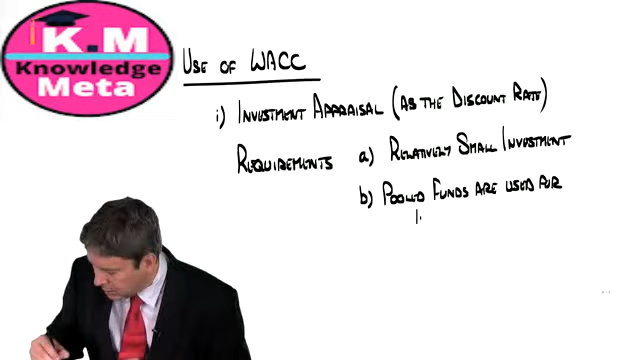 K.M
Knowledge
Meta
USE OF WACC
i) INVESTMENT APPRAISAL (AS THE DISCOUNT RATE)
REQUIREMENTS a) RELATIVELY SMALL INVESTMENT
b) POOLED FUNDS ARE USED FOR